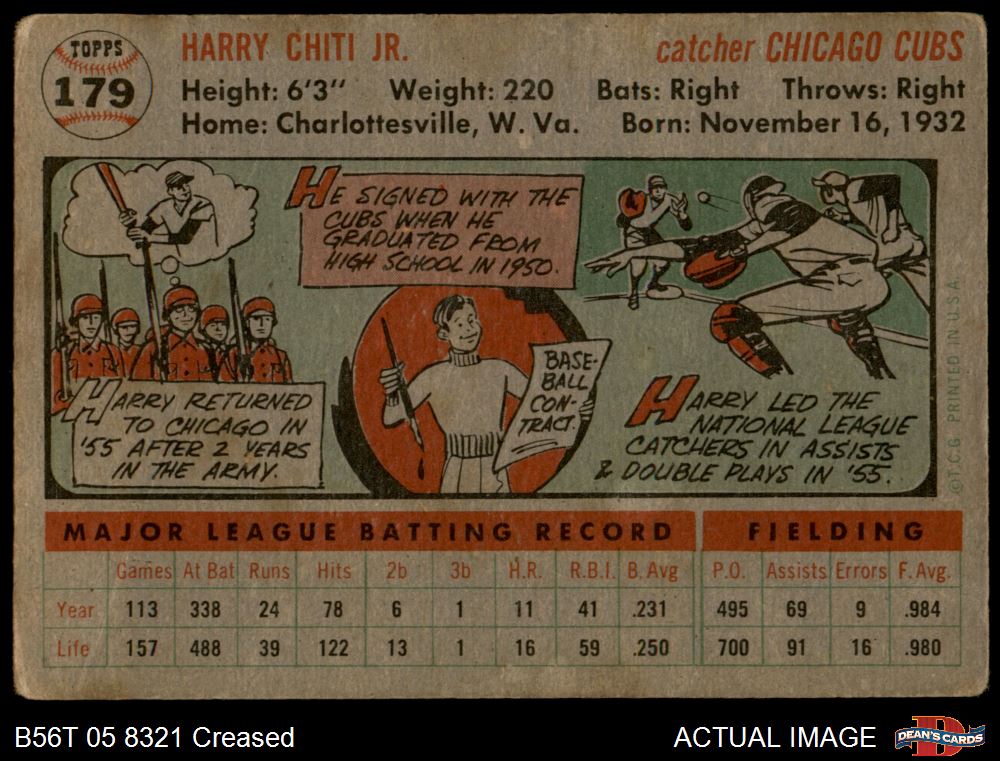 TOPPS
179
HARRY CHITI JR.
catcher CHICAGO CUBS
Height: 6'3" Weight: 220 Bats: Right Throws: Right
Home: Charlottesville, W. Va. Born: November 16, 1932
HE SIGNED WITH THE
CUBS WHEN HE
GRADUATED FROM
HIGH SCHOOL IN 1950.
HARRY RETURNED
TO CHICAGO IN
'55 AFTER 2 YEARS
IN THE ARMY.
BASE-
BALL
CON-
TRACT.
HARRY LED THE
NATIONAL LEAGUE
CATCHERS IN ASSISTS
& DOUBLE PLAYS IN '55.
©T.C.G. PRINTED IN U.S.A.
MAJOR LEAGUE BATTING RECORD FIELDING
Games At Bat Runs Hits 2b 3b H.R. R.B.I. B. Avg P.O. Assists Errors F. Avg.
Year 113 338 24 78 6 1 11 41 .231 495 69 9 .984
Life 157 488 39 122 13 1 16 59 .250 700 91 16 .980
B56T 05 8321 Creased
ACTUAL IMAGE
DEAN'S CARDS